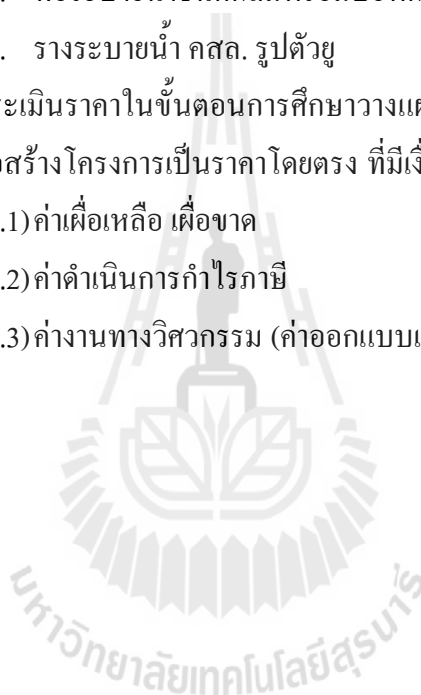 . รางระบายน้ำ คสล. รูปตัวยู
ระเมินราคาในขั้นตอนการศึกษาวางแผ
อสร้างโครงการเป็นราคาโดยตรง ที่มีเงื่
.1) ค่าเผื่อเหลือ เผื่อขาด
.2) ค่าดำเนินการกำไรภาษี
.3) ค่างานทางวิศวกรรม (ค่าออกแบบแ
มหาวิทยาลัยเทคโนโลยีสุรนารี